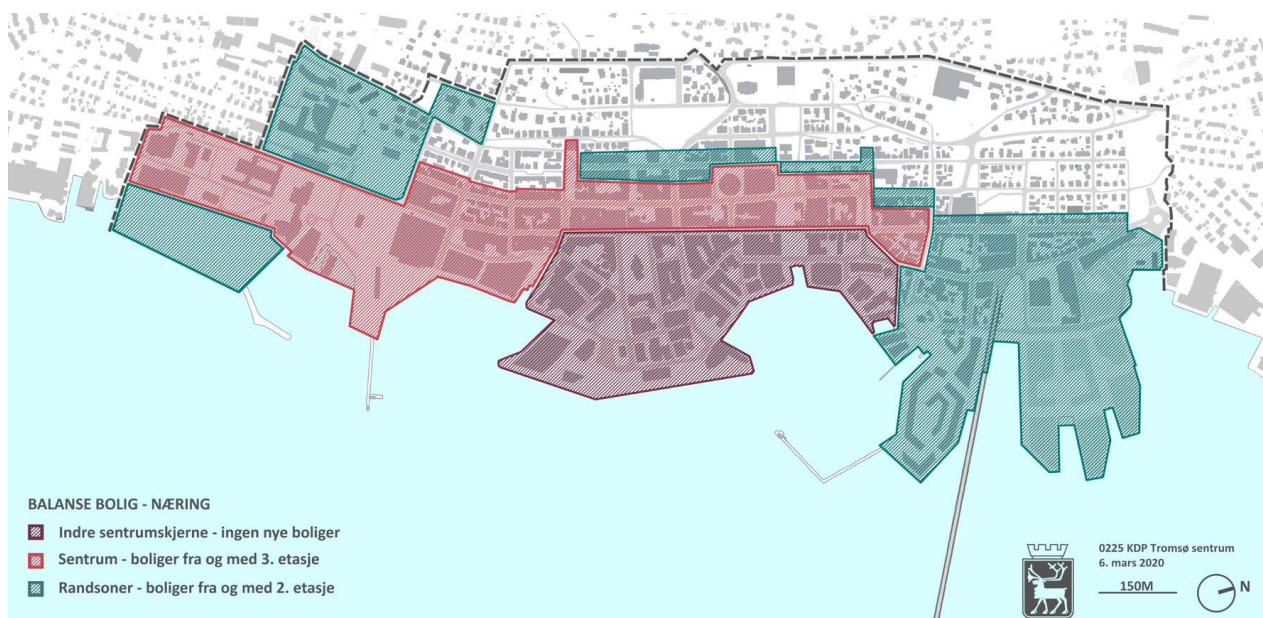 BALANSE BOLIG - NÆRING
Indre sentrumskjerne - ingen nye boliger
Sentrum - boliger fra og med 3. etasje
Randsoner - boliger fra og med 2. etasje
0225 KDP Tromsø sentrum
6. mars 2020
150M
N